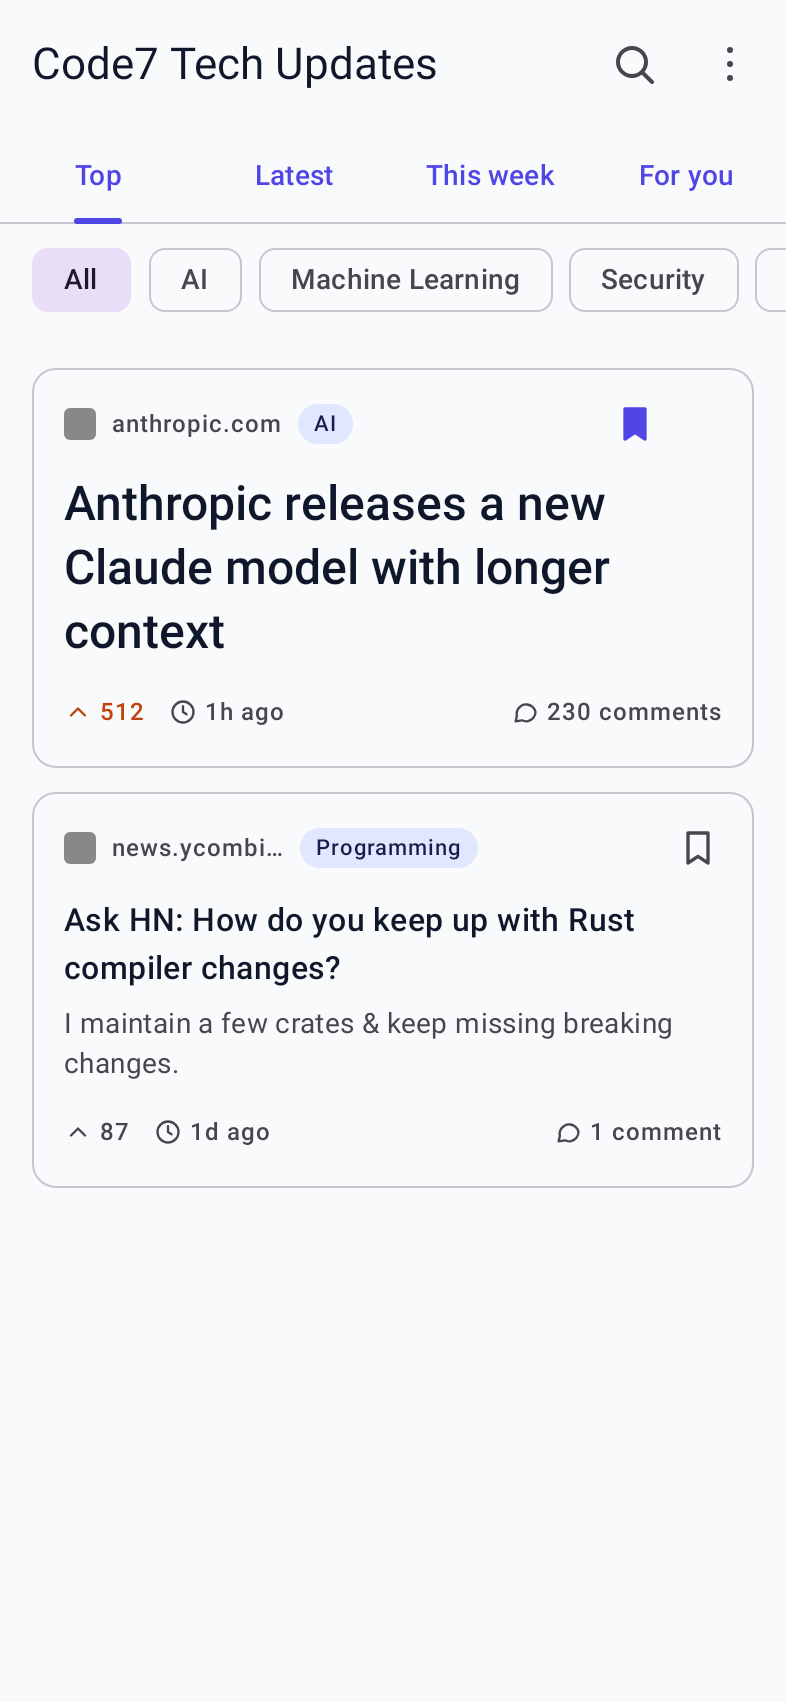 Code7 Tech Updates
Top Latest This week For you
All AI Machine Learning Security
anthropic.com AI
Anthropic releases a new
Claude model with longer
context
512 1h ago 230 comments
news.ycombi… Programming
Ask HN: How do you keep up with Rust
compiler changes?
I maintain a few crates & keep missing breaking
changes.
87 1d ago 1 comment